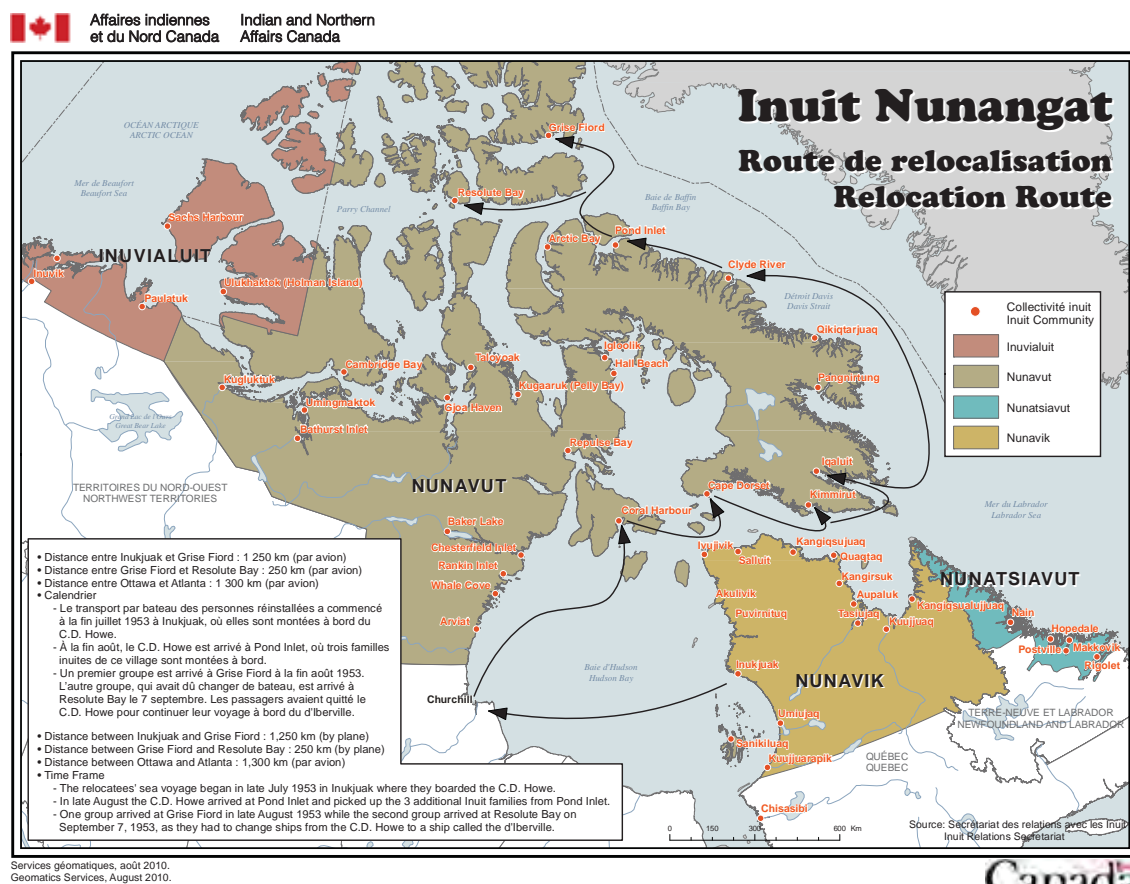 Affaires indiennes
et du Nord Canada
Indian and Northern
Affairs Canada
Inuit Nunangat
Route de relocalisation
Relocation Route
OCÉAN ARCTIQUE
ARCTIC OCEAN
Mer de Beaufort
Beaufort Sea
Parry Channel
Baie de Baffin
Baffin Bay
Détroit Davis
Davis Strait
Grise Fiord
Resolute Bay
Sachs Harbour
INUVIALUIT
Inuvik
Ulukhaktok (Holman Island)
Paulatuk
Arctic Bay
Pond Inlet
Clyde River
Qikiqtarjuaq
Pangnirtung
Collectivité inuit
Inuit Community
Inuvialuit
Nunavut
Nunatsiavut
Nunavik
Igloolik
Hall Beach
Taloyoak
Cambridge Bay
Kugaaruk (Pelly Bay)
Kugluktuk
Umingmaktok
Gjoa Haven
Bathurst Inlet
Grand lac de l'Ours
Great Bear Lake
Repulse Bay
Iqaluit
Cape Dorset
Kimmirut
Coral Harbour
NUNAVUT
TERRITOIRES DU NORD-OUEST
NORTHWEST TERRITORIES
Mer du Labrador
Labrador Sea
Baker Lake
Chesterfield Inlet
Rankin Inlet
Whale Cove
Arviat
Churchill
Ivujivik
Salluit
Kangiqsujuaq
Quaqtaq
Kangirsuk
Akulivik
Aupaluk
Puvirnituq
Tasiujaq
Kangiqsualujjuaq
Kuujjuaq
NUNATSIAVUT
Nain
Hopedale
Postville
Makkovik
Rigolet
Inukjuak
NUNAVIK
Baie d'Hudson
Hudson Bay
Umiujaq
Sanikiluaq
Kuujjuarapik
Chisasibi
TERRE-NEUVE ET LABRADOR
NEWFOUNDLAND AND LABRADOR
QUÉBEC
QUEBEC
• Distance entre Inukjuak et Grise Fiord : 1 250 km (par avion)
• Distance entre Grise Fiord et Resolute Bay : 250 km (par avion)
• Distance entre Ottawa et Atlanta : 1 300 km (par avion)
• Calendrier
- Le transport par bateau des personnes réinstallées a commencé
à la fin juillet 1953 à Inukjuak, où elles sont montées à bord du
C.D. Howe.
- À la fin août, le C.D. Howe est arrivé à Pond Inlet, où trois familles
inuites de ce village sont montées à bord.
- Un premier groupe est arrivé à Grise Fiord à la fin août 1953.
L'autre groupe, qui avait dû changer de bateau, est arrivé à
Resolute Bay le 7 septembre. Les passagers avaient quitté le
C.D. Howe pour continuer leur voyage à bord du d'Iberville.
• Distance between Inukjuak and Grise Fiord : 1,250 km (by plane)
• Distance between Grise Fiord and Resolute Bay : 250 km (by plane)
• Distance between Ottawa and Atlanta : 1,300 km (by plane)
• Time Frame
- The relocatees' sea voyage began in late July 1953 in Inukjuak where they boarded the C.D. Howe.
- In late August the C.D. Howe arrived at Pond Inlet and picked up the 3 additional Inuit families from Pond Inlet.
- One group arrived at Grise Fiord in late August 1953 while the second group arrived at Resolute Bay on
September 7, 1953, as they had to change ships from the C.D. Howe to a ship called the d'Iberville.
0 150 300 600 Km
Source: Secrétariat des relations avec les Inuit
Inuit Relations Secretariat
Services géomatiques, août 2010.
Geomatics Services, August 2010.
Canada